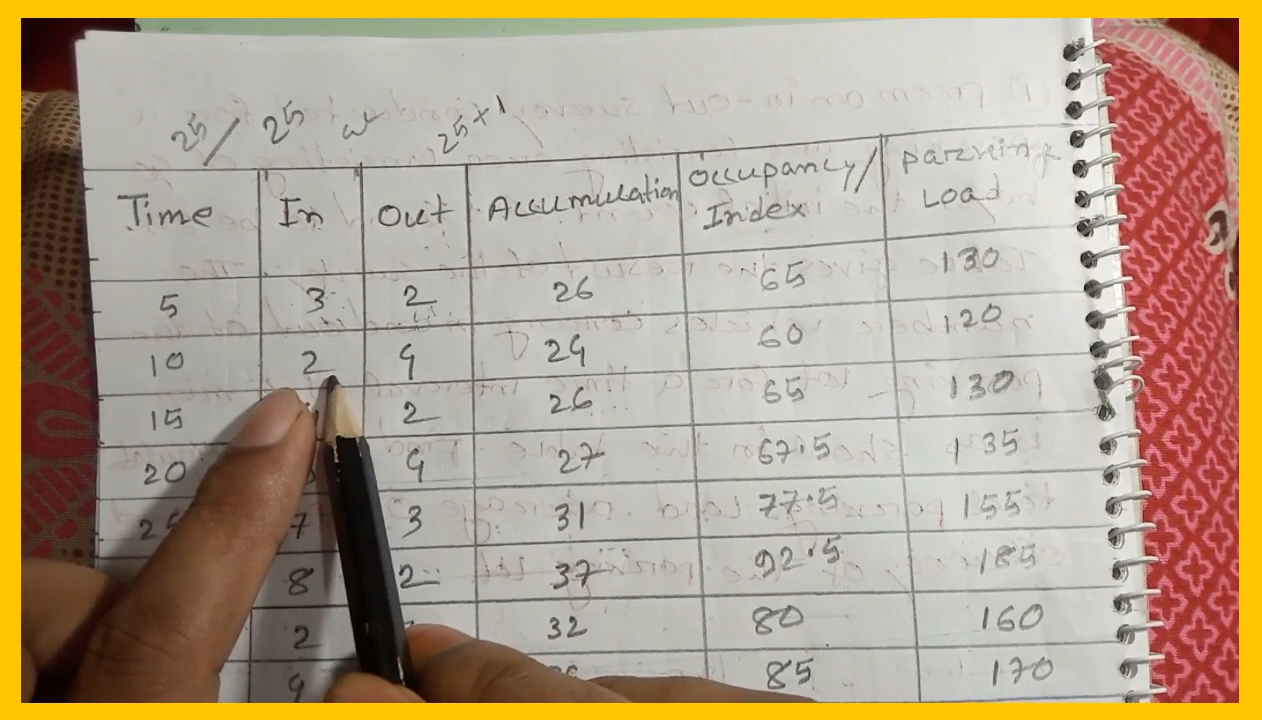 25/ 25 25×1
Time In Out Accumulation Occupancy/ Index Parking Load
5 3 2 26 65 130
10 2 4 24 60 120
15 2 26 65 130
20 4 27 67.5 135
25 7 3 31 77.5 155
8 2 37 92.5 185
2 32 80 160
4 85 170